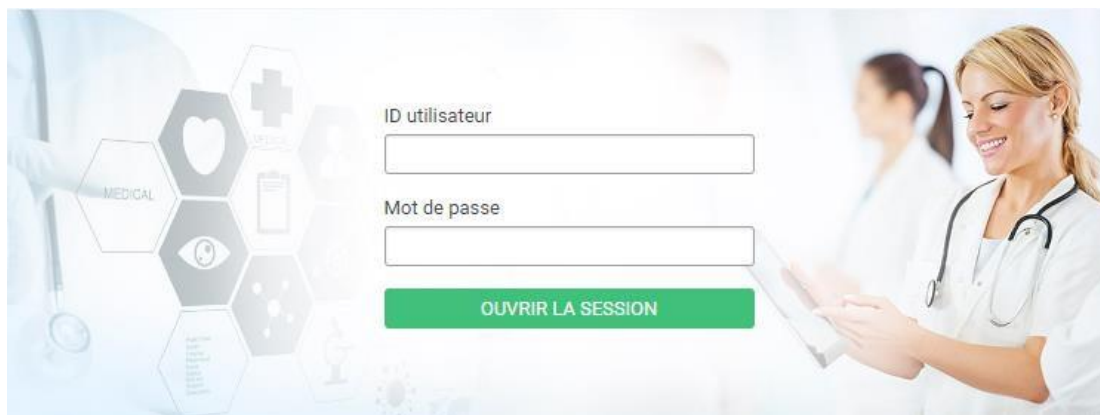 MEDICAL
ID utilisateur
Mot de passe
OUVRIR LA SESSION